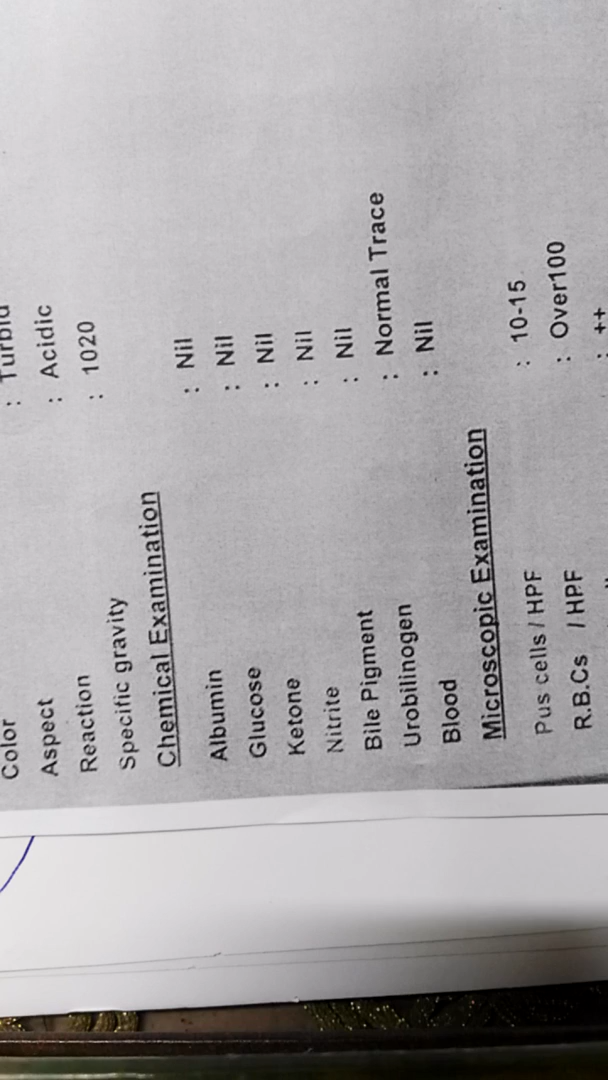 Color
Aspect : Turbid
Reaction : Acidic
Specific gravity : 1020
Chemical Examination
Albumin : Nil
Glucose : Nil
Ketone : Nil
Nitrite : Nil
Bile Pigment : Nil
Urobilinogen : Normal Trace
Blood : Nil
Microscopic Examination
Pus cells / HPF : 10-15
R.B.Cs / HPF : Over100
: ++